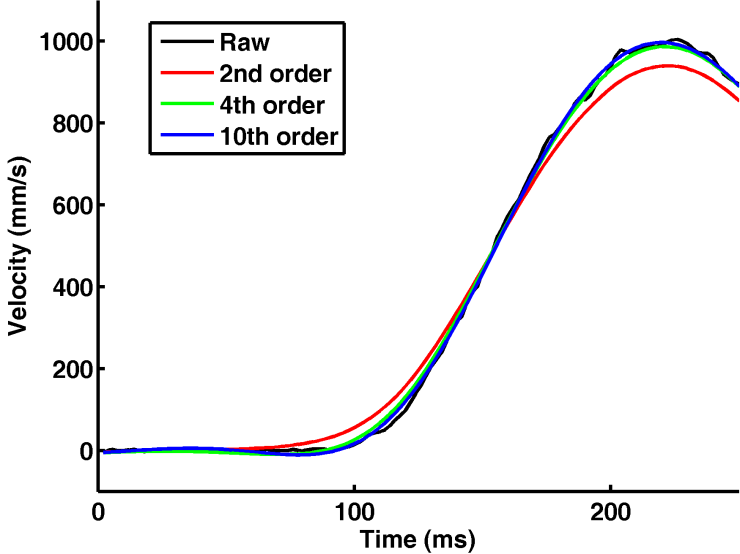 1000
800
600
400
200
0
Velocity (mm/s)
Raw
2nd order
4th order
10th order
0 100 200
Time (ms)